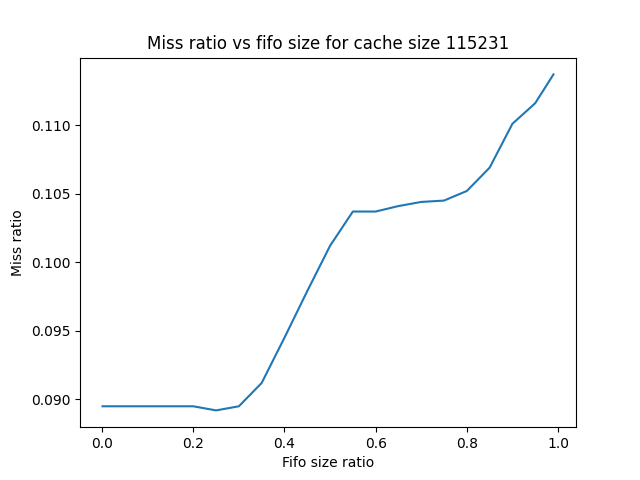 Miss ratio vs fifo size for cache size 115231
0.110
0.105
0.100
0.095
0.090
Miss ratio
0.0 0.2 0.4 0.6 0.8 1.0
Fifo size ratio